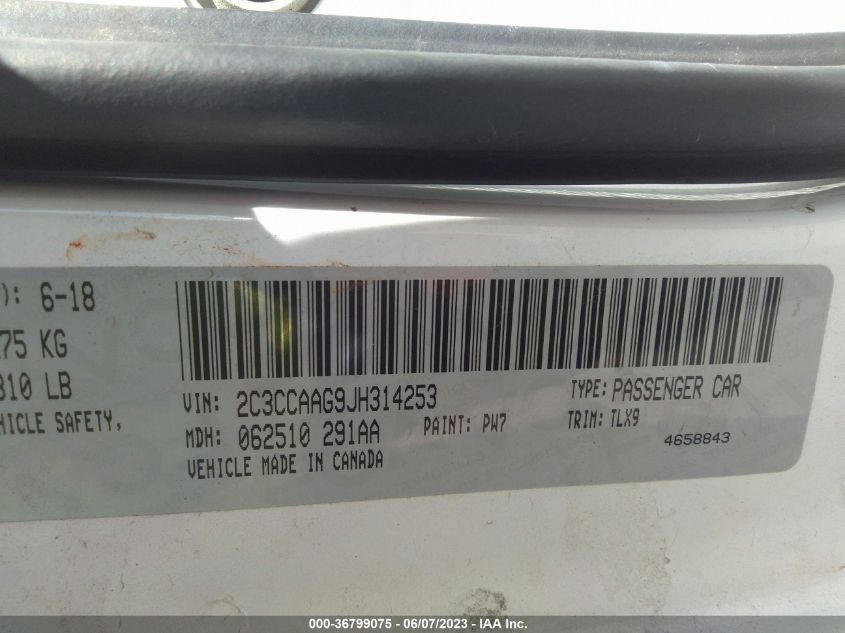 ): 6-18
75 KG
310 LB
HICLE SAFETY,
VIN: 2C3CCAAG9JH314253
TYPE: PASSENGER CAR
MDH: 062510 291AA
PAINT: PW7
TRIM: TLX9
VEHICLE MADE IN CANADA
4658843
000-36799075 - 06/07/2023 - IAA Inc.